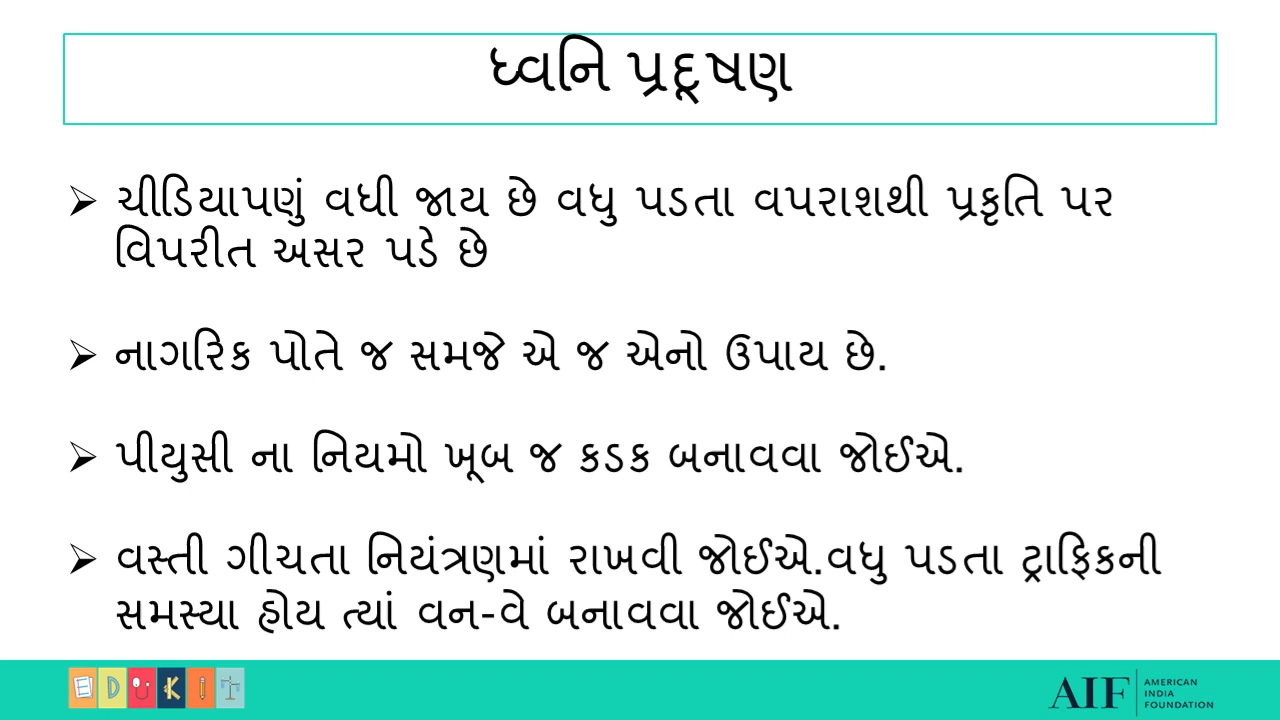 ધ્વનિ પ્રદૂષણ
➢ ચીડિયાપણું વધી જાય છે વધુ પડતા વપરાશથી પ્રકૃતિ પર
વિપરીત અસર પડે છે
➢ નાગરિક પોતે જ સમજે એ જ એનો ઉપાય છે.
➢ પીયુસી ના નિયમો ખૂબ જ કડક બનાવવા જોઈએ.
➢ વસ્તી ગીચતા નિયંત્રણમાં રાખવી જોઈએ.વધુ પડતા ટ્રાફિકની
સમસ્યા હોય ત્યાં વન-વે બનાવવા જોઈએ.
EDUKIT
AIF
AMERICAN
INDIA
FOUNDATION